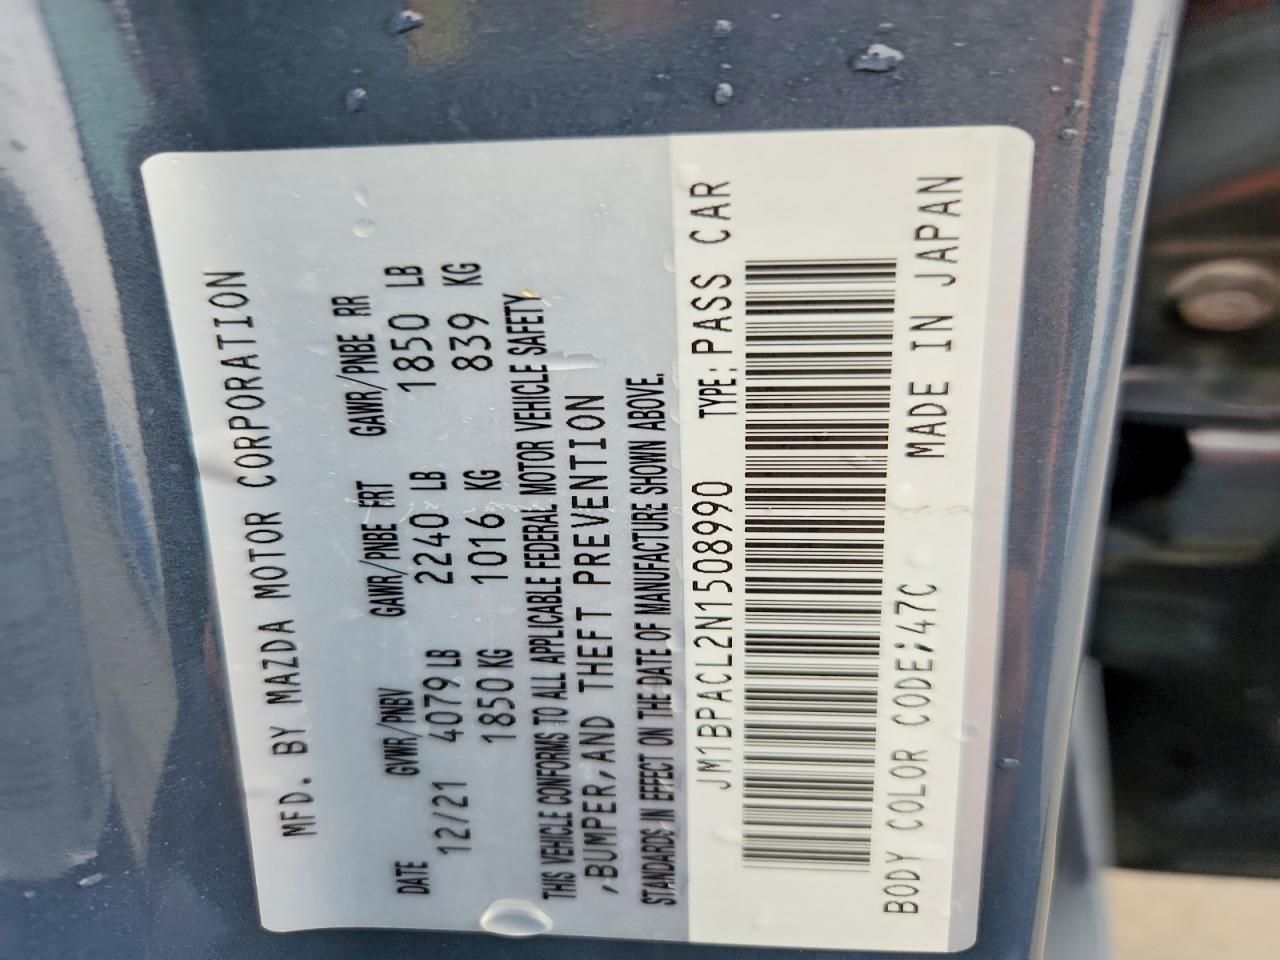 MFD. BY MAZDA MOTOR CORPORATION
DATE GVWR/PNBV GAWR/PNBE FRT GAWR/PNBE RR
12/21 4079 LB 2240 LB 1850 LB
1850 KG 1016 KG 839 KG
THIS VEHICLE CONFORMS TO ALL APPLICABLE FEDERAL MOTOR VEHICLE SAFETY
,BUMPER,AND THEFT PREVENTION
STANDARDS IN EFFECT ON THE DATE OF MANUFACTURE SHOWN ABOVE.
JM1BPACL2N1508990 TYPE:PASS CAR
BODY COLOR CODE;47C MADE IN JAPAN